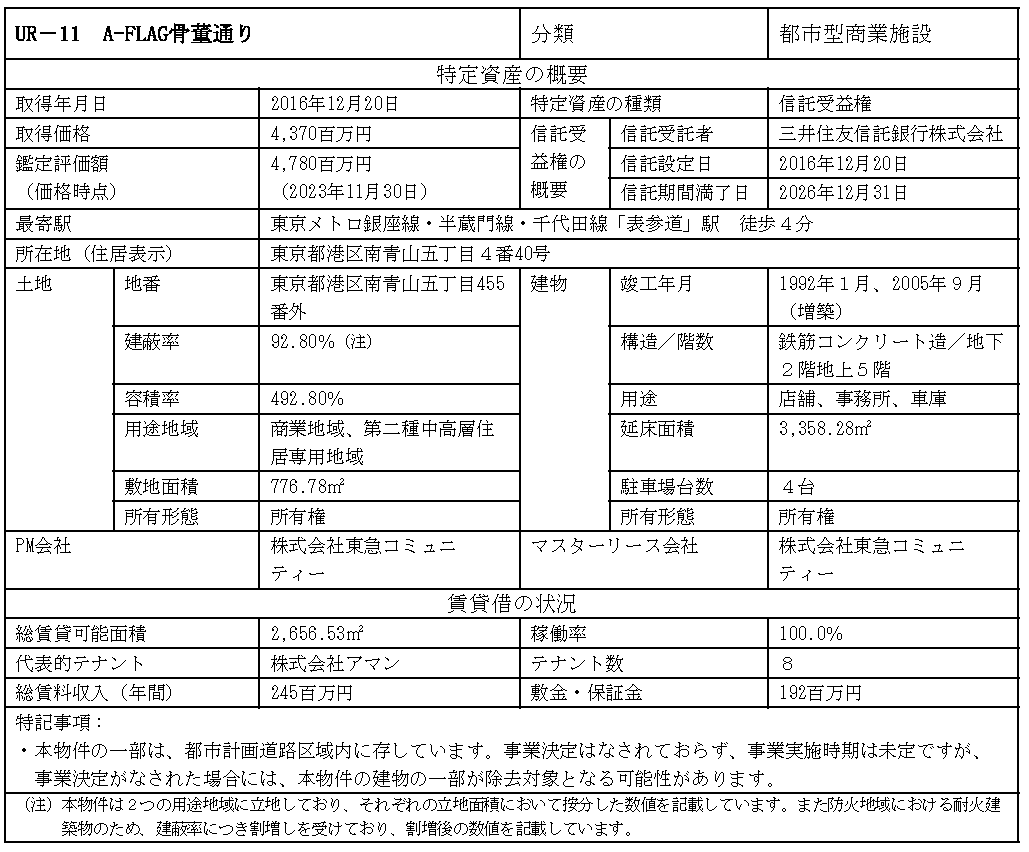 UR－11　A-FLAG骨董通り　分類　都市型商業施設
特定資産の概要
取得年月日　2016年12月20日　特定資産の種類　信託受益権
取得価格　4,370百万円　信託受益権の概要　信託受託者　三井住友信託銀行株式会社
鑑定評価額　4,780百万円　信託設定日　2016年12月20日
（価格時点）　（2023年11月30日）　信託期間満了日　2026年12月31日
最寄駅　東京メトロ銀座線・半蔵門線・千代田線「表参道」駅　徒歩４分
所在地（住居表示）　東京都港区南青山五丁目４番40号
土地　地番　東京都港区南青山五丁目455　建物　竣工年月　1992年１月、2005年９月
番外　（増築）
建蔽率　92.80％（注）　構造／階数　鉄筋コンクリート造／地下
２階地上５階
容積率　492.80％　用途　店舗、事務所、車庫
用途地域　商業地域、第二種中高層住　延床面積　3,358.28㎡
居専用地域
敷地面積　776.78㎡　駐車場台数　４台
所有形態　所有権　所有形態　所有権
PM会社　株式会社東急コミュニ　マスターリース会社　株式会社東急コミュニ
ティー　ティー
賃貸借の状況
総賃貸可能面積　2,656.53㎡　稼働率　100.0％
代表的テナント　株式会社アマン　テナント数　８
総賃料収入（年間）　245百万円　敷金・保証金　192百万円
特記事項：
・本物件の一部は、都市計画道路区域内に存しています。事業決定はなされておらず、事業実施時期は未定ですが、
事業決定がなされた場合には、本物件の建物の一部が除去対象となる可能性があります。
（注）本物件は２つの用途地域に立地しており、それぞれの立地面積において按分した数値を記載しています。また防火地域における耐火建
築物のため、建蔽率につき割増しを受けており、割増後の数値を記載しています。